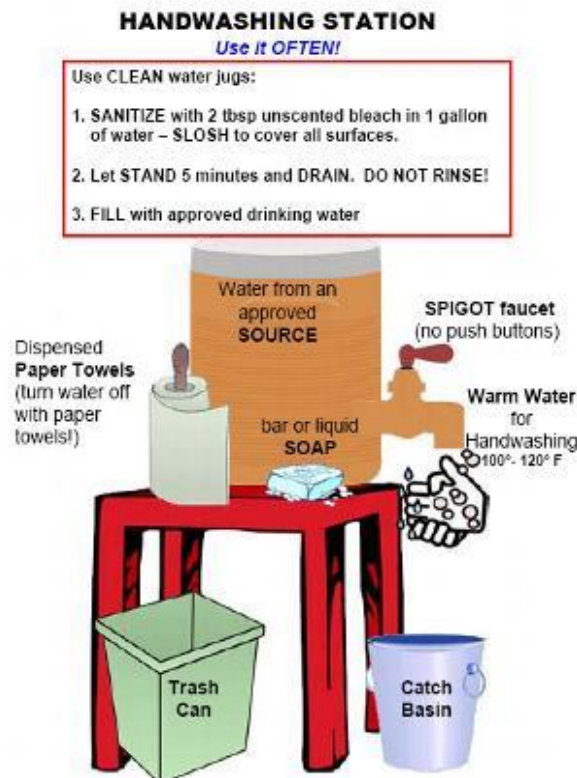 HANDWASHING STATION
Use it OFTEN!
Use CLEAN water jugs:
1. SANITIZE with 2 tbsp unscented bleach in 1 gallon
of water – SLOSH to cover all surfaces.
2. Let STAND 5 minutes and DRAIN. DO NOT RINSE!
3. FILL with approved drinking water
Water from an
approved
SOURCE
SPIGOT faucet
(no push buttons)
Dispensed
Paper Towels
(turn water off
with paper
towels!)
bar or liquid
SOAP
Warm Water
for
Handwashing
100°- 120° F
Trash
Can
Catch
Basin